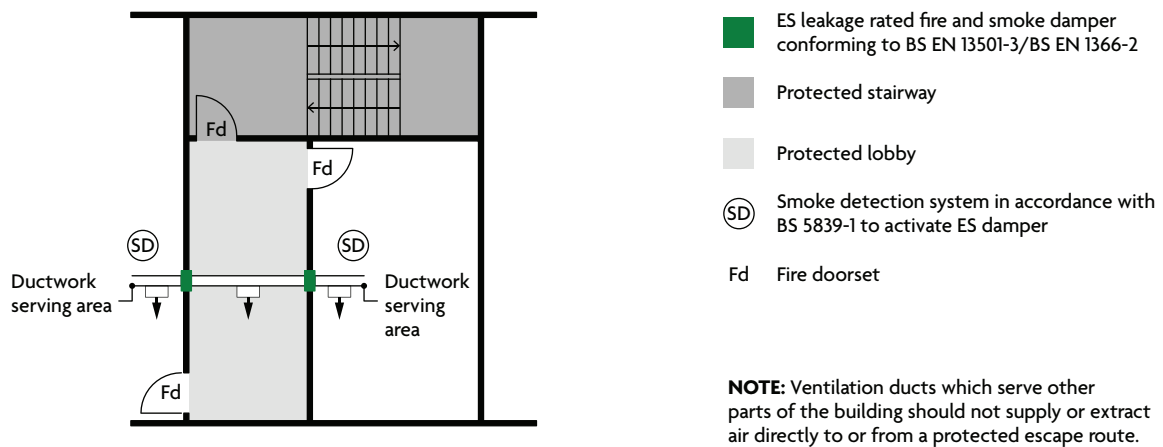 Fd
Fd
SD
SD
Ductwork
serving area
Ductwork
serving
area
Fd
ES leakage rated fire and smoke damper
conforming to BS EN 13501-3/BS EN 1366-2
Protected stairway
Protected lobby
SD
Smoke detection system in accordance with
BS 5839-1 to activate ES damper
Fd
Fire doorset
NOTE: Ventilation ducts which serve other
parts of the building should not supply or extract
air directly to or from a protected escape route.